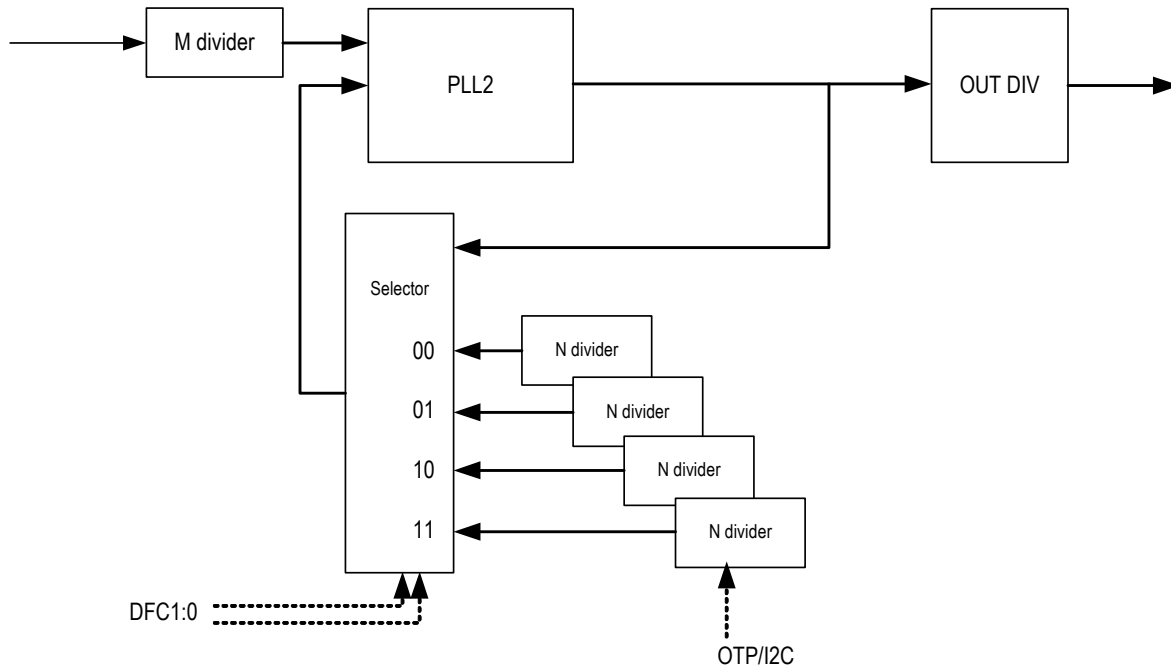 M divider
PLL2
OUT DIV
Selector
00
N divider
01
N divider
10
N divider
11
N divider
DFC1:0
OTP/I2C